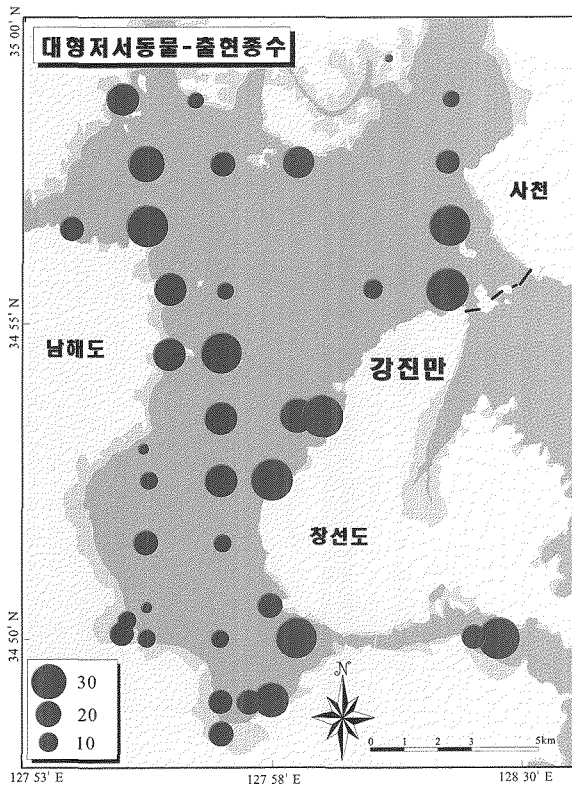 35 00' N
대형저서동물-출현종수
사천
34 55' N
남해도
강진만
창선도
34 50' N
N
30
20
10
0 1 2 3 5km
127 53' E
127 58' E
128 30' E